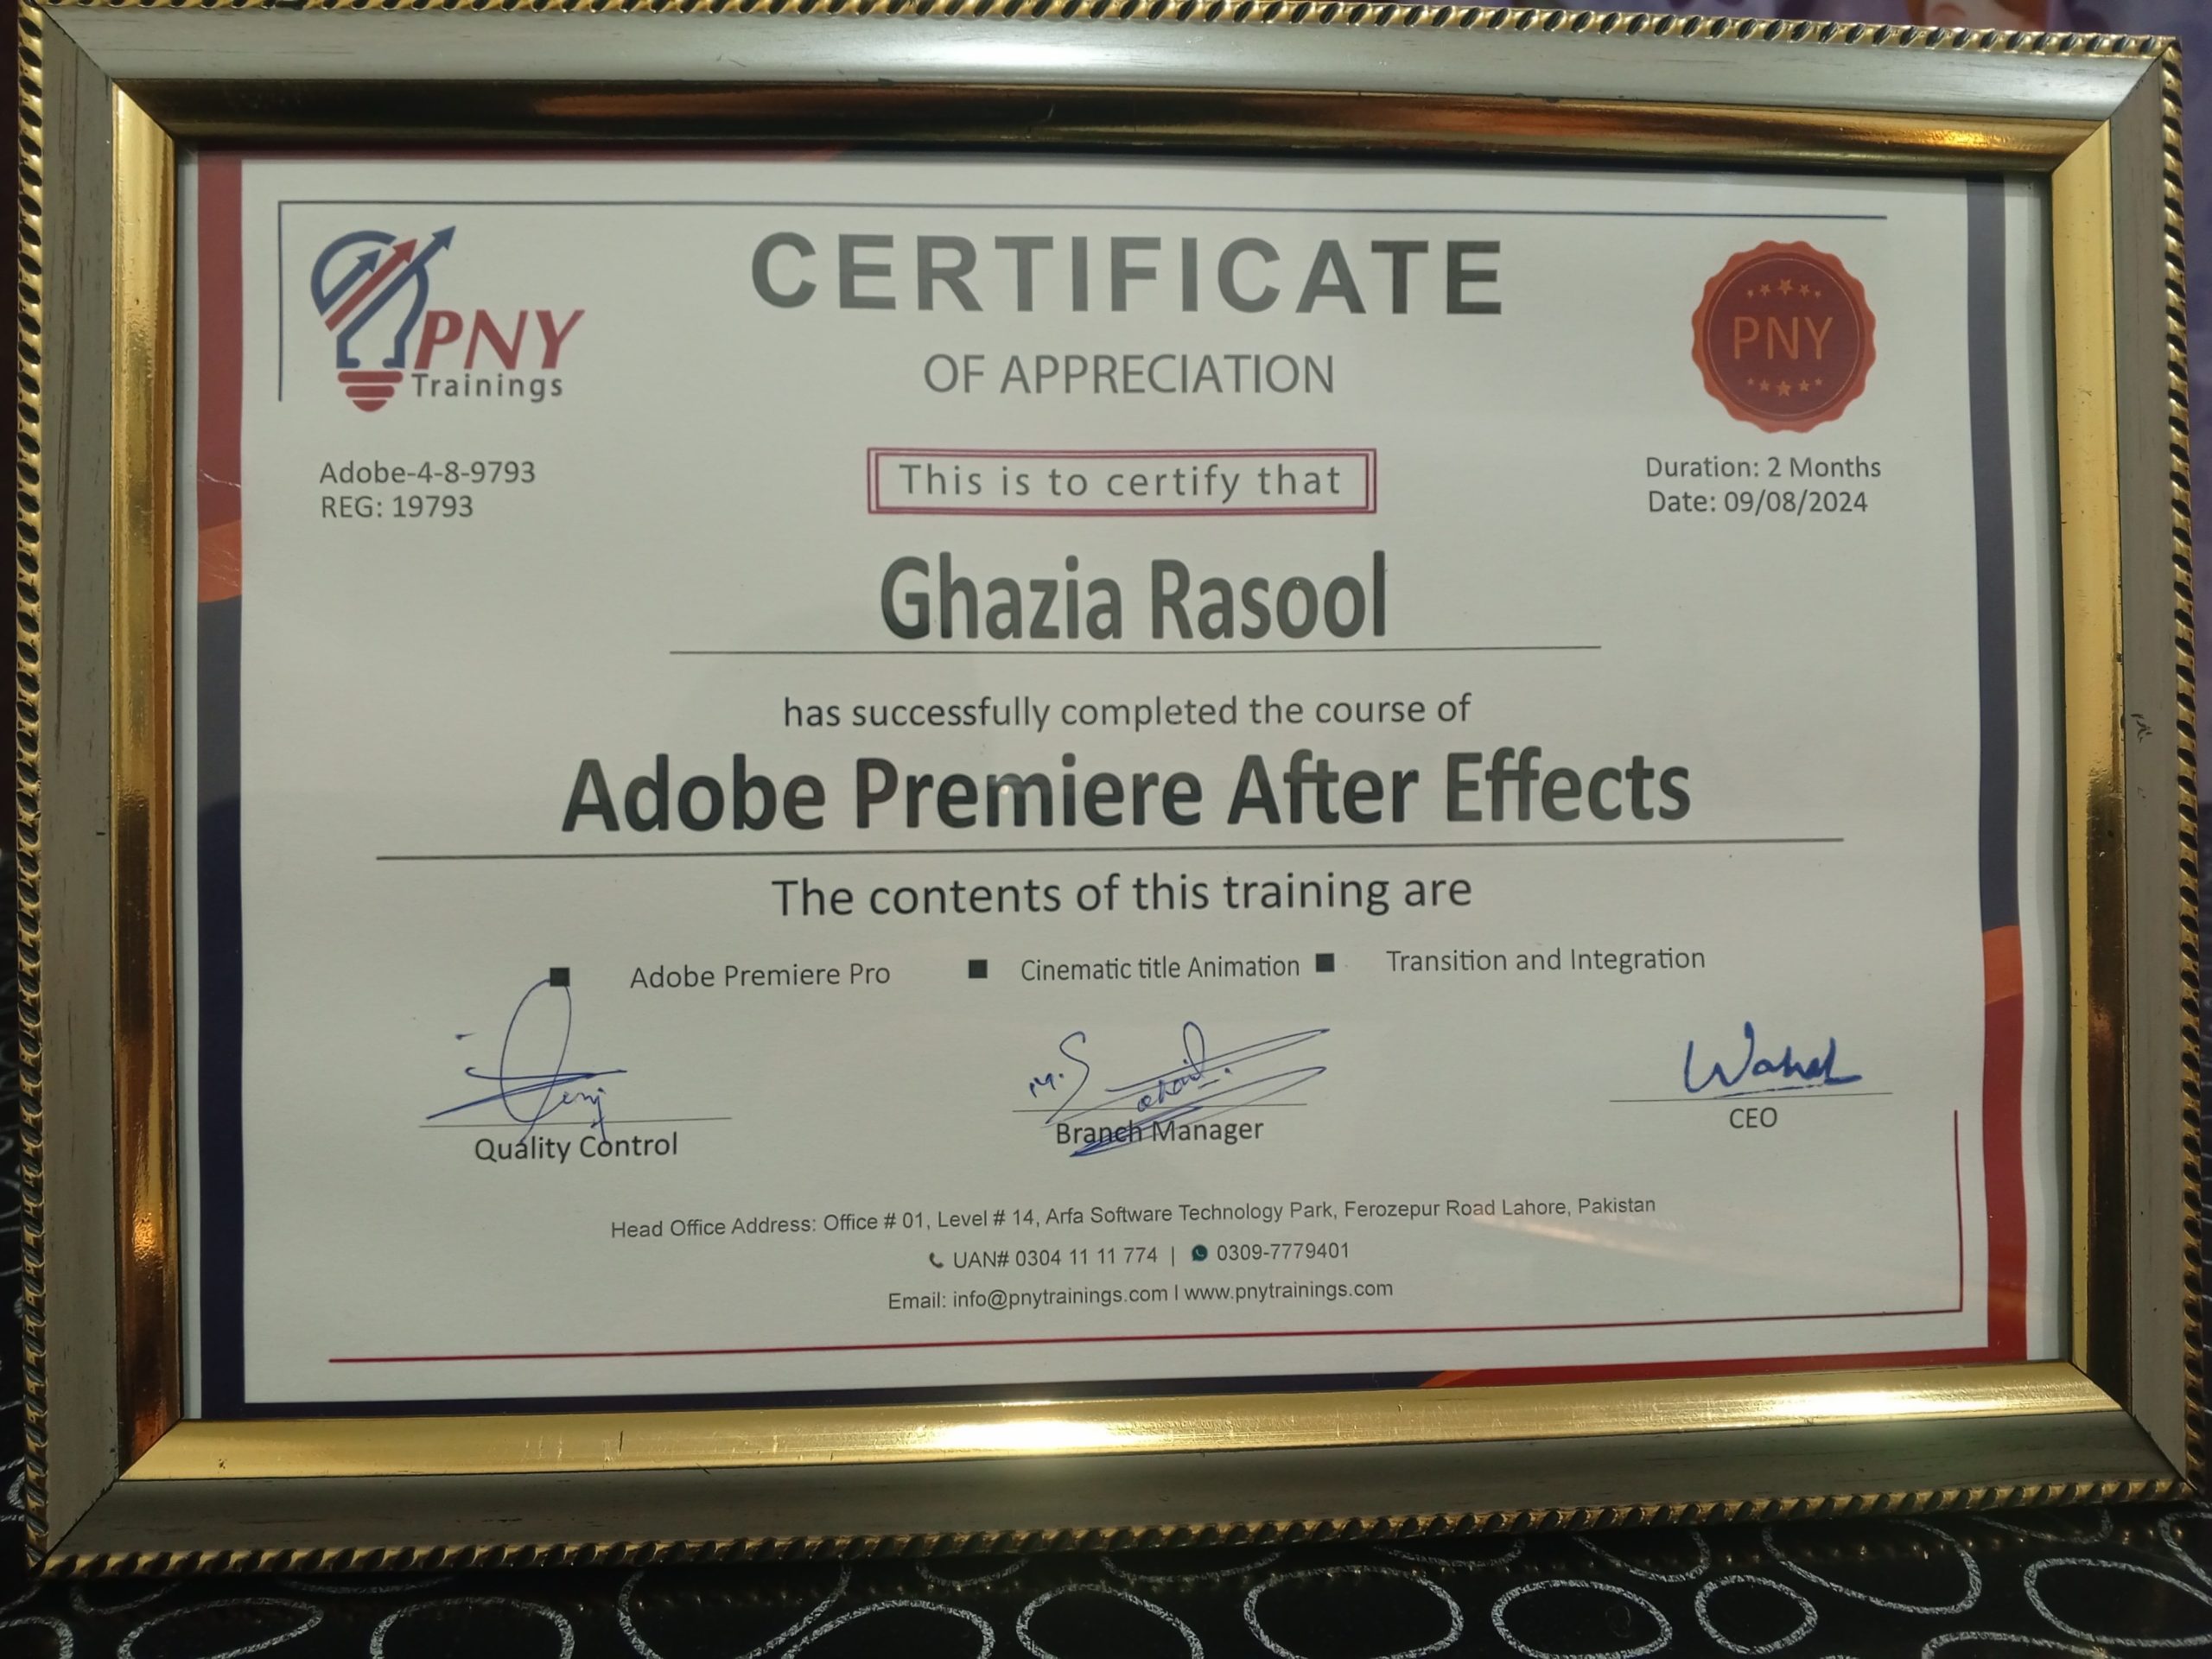 PNY
Trainings
CERTIFICATE
OF APPRECIATION
PNY
Adobe-4-8-9793
REG: 19793
This is to certify that
Duration: 2 Months
Date: 09/08/2024
Ghazia Rasool
has successfully completed the course of
Adobe Premiere After Effects
The contents of this training are
■ Adobe Premiere Pro ■ Cinematic title Animation ■ Transition and Integration
M.S
Quality Control
Branch Manager
CEO
Head Office Address: Office # 01, Level # 14, Arfa Software Technology Park, Ferozepur Road Lahore, Pakistan
UAN# 0304 11 11 774 | 0309-7779401
Email: info@pnytrainings.com I www.pnytrainings.com